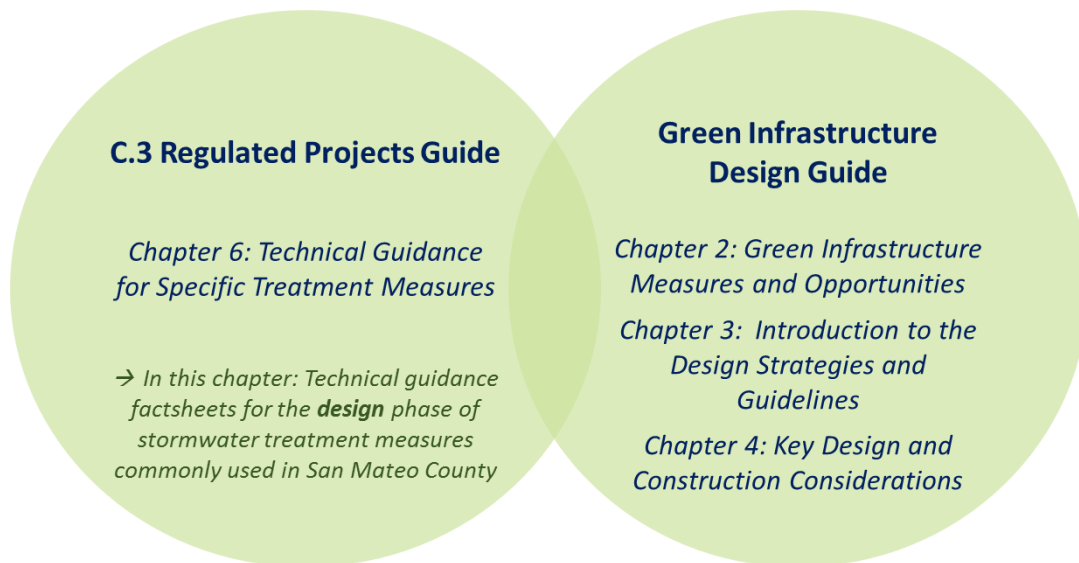 C.3 Regulated Projects Guide
Chapter 6: Technical Guidance
for Specific Treatment Measures
→ In this chapter: Technical guidance
factsheets for the design phase of
stormwater treatment measures
commonly used in San Mateo County
Green Infrastructure
Design Guide
Chapter 2: Green Infrastructure
Measures and Opportunities
Chapter 3: Introduction to the
Design Strategies and
Guidelines
Chapter 4: Key Design and
Construction Considerations